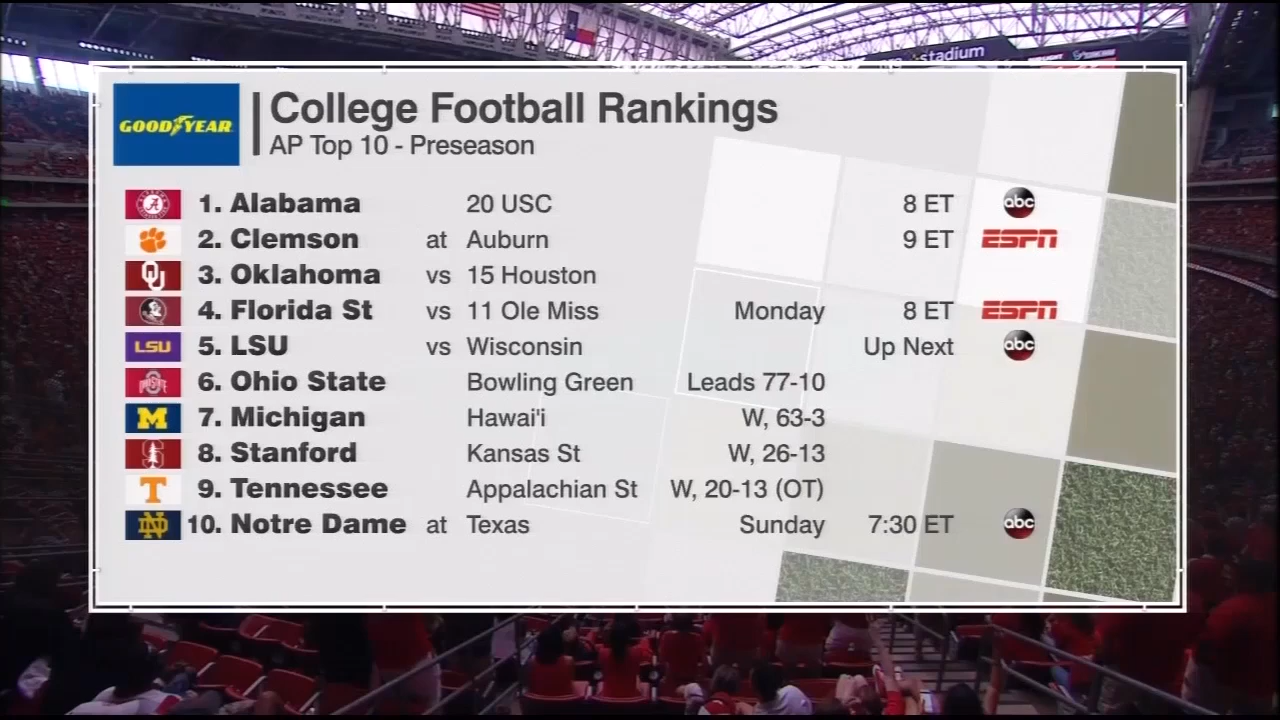 stadium
GOODYEAR
College Football Rankings
AP Top 10 - Preseason
1. Alabama 20 USC 8 ET abc
2. Clemson at Auburn 9 ET ESPN
OU 3. Oklahoma vs 15 Houston
4. Florida St vs 11 Ole Miss Monday 8 ET ESPN
LSU 5. LSU vs Wisconsin Up Next abc
6. Ohio State Bowling Green Leads 77-10
M 7. Michigan Hawai'i W, 63-3
S 8. Stanford Kansas St W, 26-13
T 9. Tennessee Appalachian St W, 20-13 (OT)
ND 10. Notre Dame at Texas Sunday 7:30 ET abc